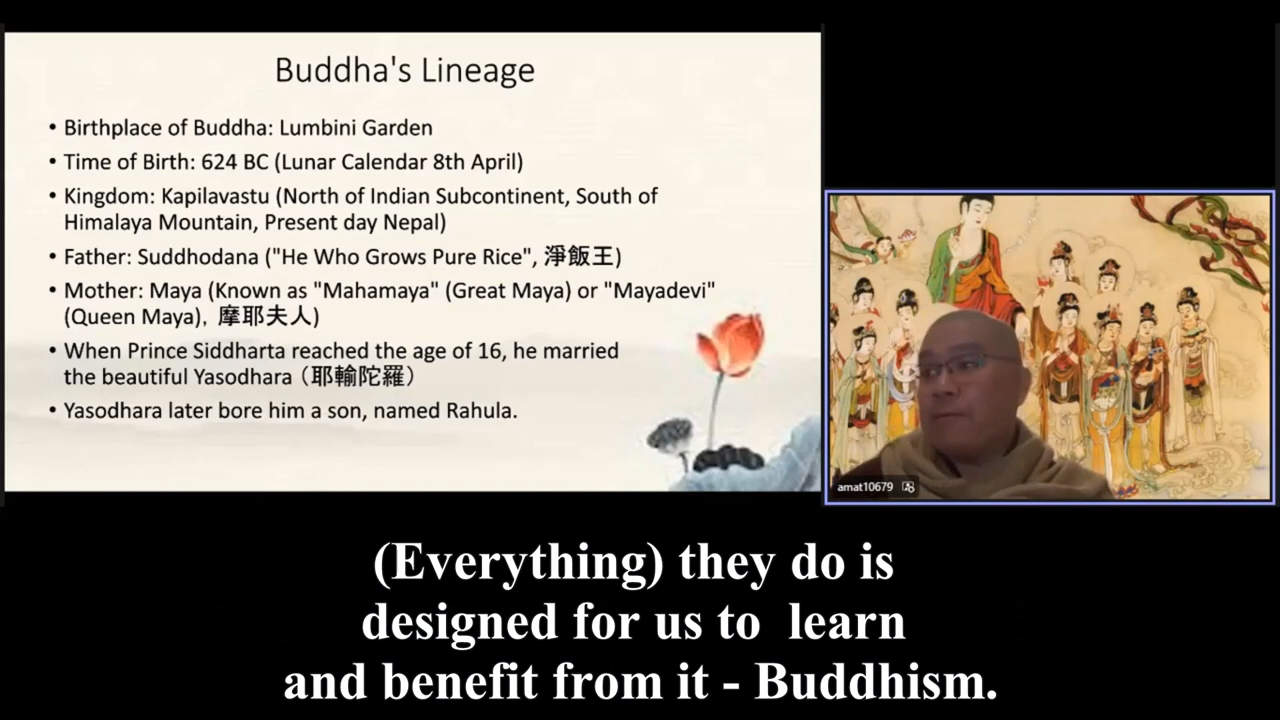 Buddha's Lineage
• Birthplace of Buddha: Lumbini Garden
• Time of Birth: 624 BC (Lunar Calendar 8th April)
• Kingdom: Kapilavastu (North of Indian Subcontinent, South of
Himalaya Mountain, Present day Nepal)
• Father: Suddhodana ("He Who Grows Pure Rice", 淨飯王)
• Mother: Maya (Known as "Mahamaya" (Great Maya) or "Mayadevi"
(Queen Maya), 摩耶夫人)
• When Prince Siddharta reached the age of 16, he married
the beautiful Yasodhara（耶輸陀羅）
• Yasodhara later bore him a son, named Rahula.
amat10679
(Everything) they do is
designed for us to  learn
and benefit from it - Buddhism.